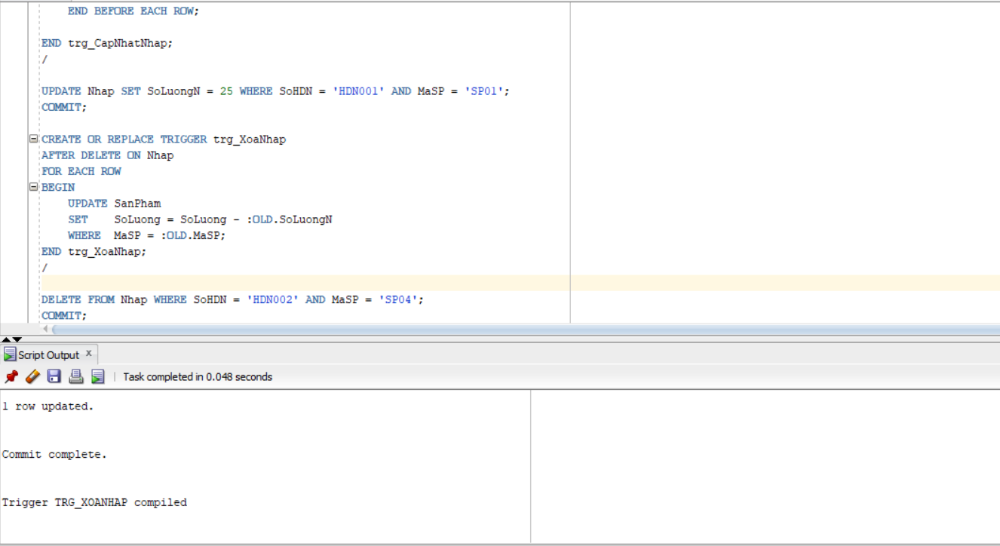 END BEFORE EACH ROW;
END trg_CapNhatNhap;
/
UPDATE Nhap SET SoLuongN = 25 WHERE SoHDN = 'HDN001' AND MaSP = 'SP01';
COMMIT;
CREATE OR REPLACE TRIGGER trg_XoaNhap
AFTER DELETE ON Nhap
FOR EACH ROW
BEGIN
UPDATE SanPham
SET SoLuong = SoLuong - :OLD.SoLuongN
WHERE MaSP = :OLD.MaSP;
END trg_XoaNhap;
/
DELETE FROM Nhap WHERE SoHDN = 'HDN002' AND MaSP = 'SP04';
COMMIT;
Script Output x
Task completed in 0.048 seconds
1 row updated.
Commit complete.
Trigger TRG_XOANHAP compiled